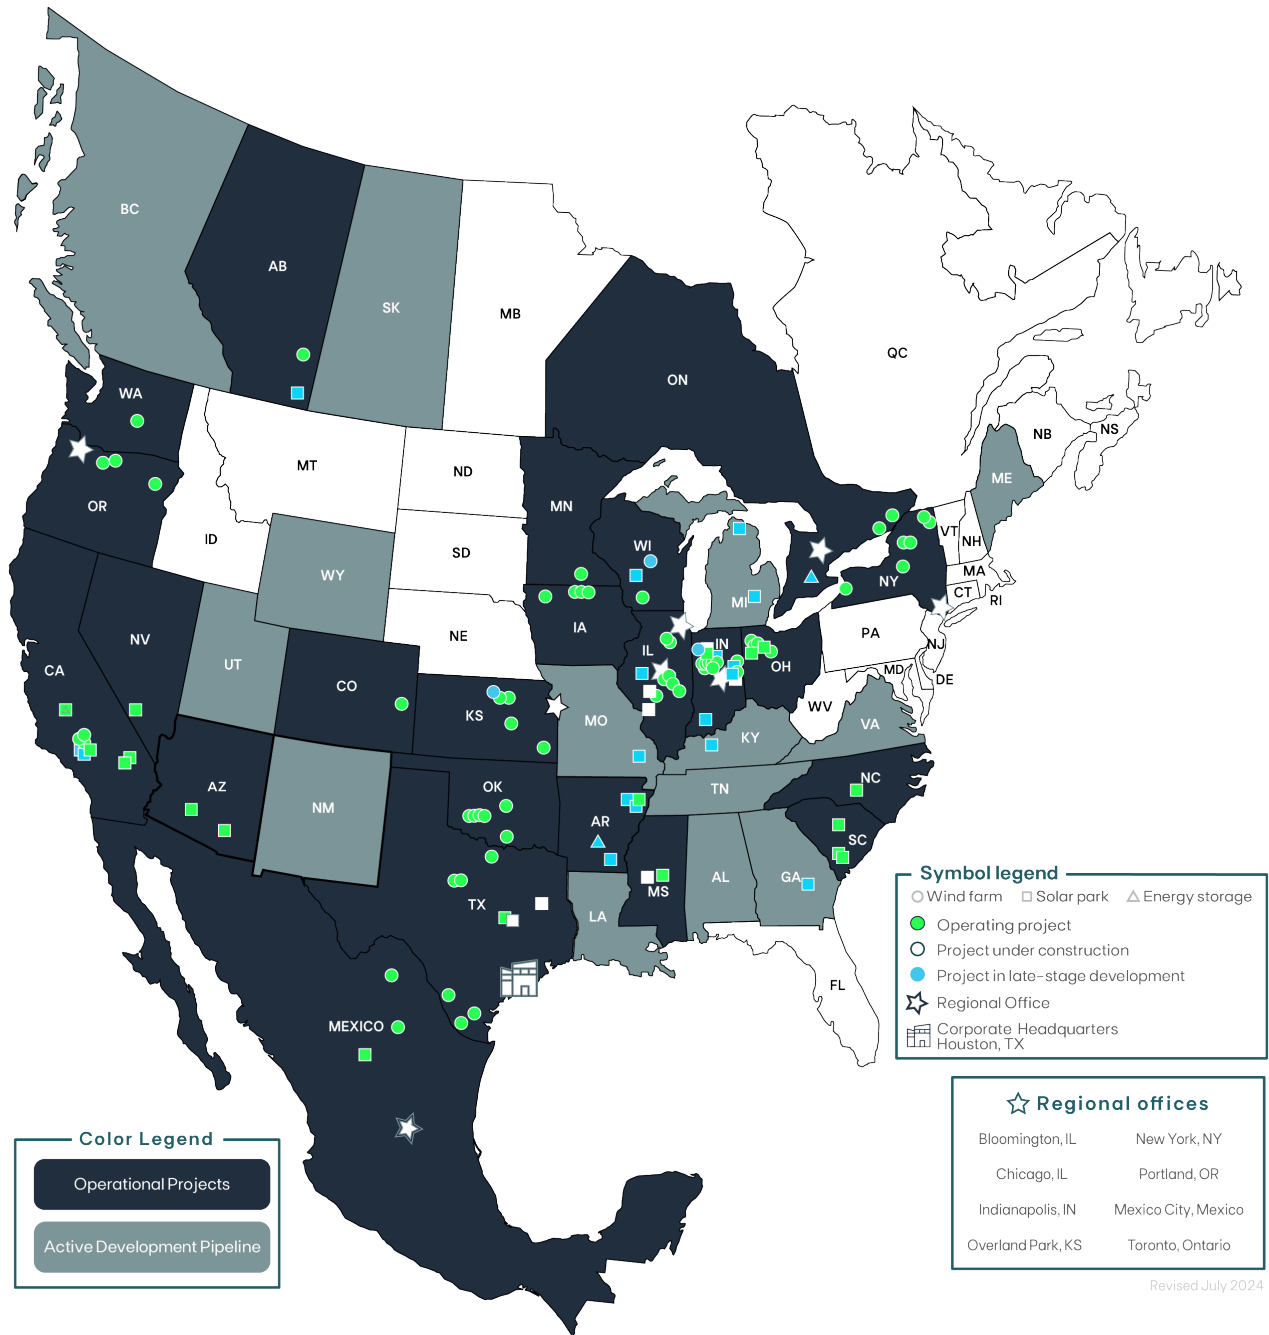 BC
AB
SK
MB
QC
ON
WA
MT
ND
NB
NS
ME
OR
MN
ID
SD
WI
VT
NH
WY
MA
NY
CT
RI
MI
NV
IA
NE
PA
NJ
UT
CA
IL
IN
OH
MD
DE
CO
KS
WV
MO
VA
KY
AZ
OK
NM
TN
NC
AR
SC
MS
AL
GA
TX
LA
FL
MEXICO
Symbol legend
Wind farm Solar park Energy storage
Operating project
Project under construction
Project in late-stage development
Regional Office
Corporate Headquarters
Houston, TX
Regional offices
Bloomington, IL New York, NY
Chicago, IL Portland, OR
Indianapolis, IN Mexico City, Mexico
Overland Park, KS Toronto, Ontario
Color Legend
Operational Projects
Active Development Pipeline
Revised July 2024